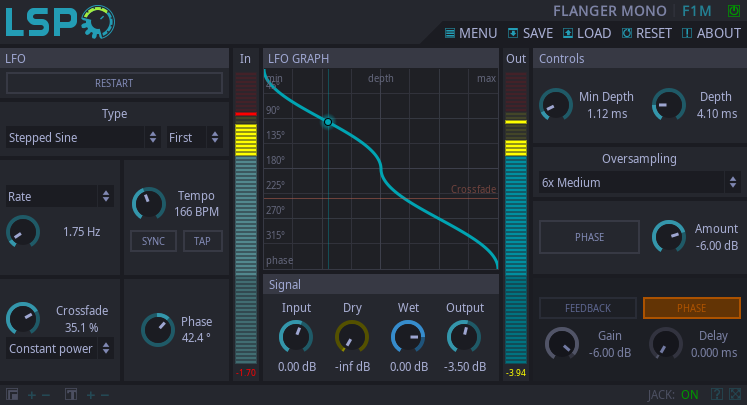 LSP
FLANGER MONO F1M
MENU SAVE LOAD RESET ABOUT
LFO
RESTART
Type
Stepped Sine First
Rate
1.75 Hz
Tempo
166 BPM
SYNC TAP
Crossfade
35.1 %
Constant power
Phase
42.4 °
In
-1.70
LFO GRAPH
min depth max
45°
90°
135°
180°
Crossfade
225°
270°
315°
phase
Signal
Input Dry Wet Output
0.00 dB -inf dB 0.00 dB -3.50 dB
Out
-3.94
Controls
Min Depth
1.12 ms
Depth
4.10 ms
Oversampling
6x Medium
PHASE
Amount
-6.00 dB
FEEDBACK PHASE
Gain
-6.00 dB
Delay
0.000 ms
JACK: ON